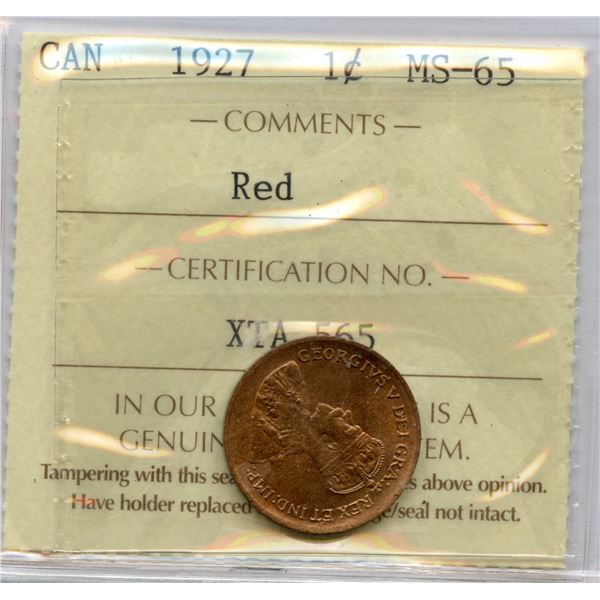 CAN 1927 1¢ MS-65
— COMMENTS —
Red
— CERTIFICATION NO. —
XTA 565
IN OUR IS A
GENUIN TEM.
Tampering with this sea s above opinion.
Have holder replaced ge/seal not intact.
GEORGIVS V DEI GRA: REX ET IND: IMP: